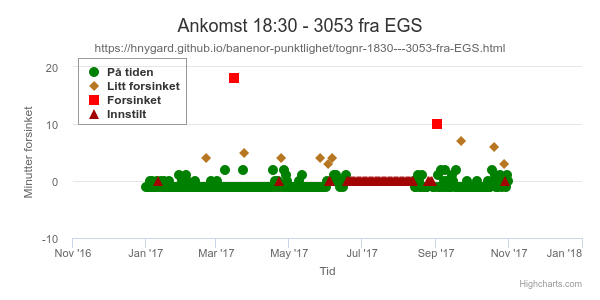 Ankomst 18:30 - 3053 fra EGS
https://hnygard.github.io/banenor-punktlighet/tognr-1830---3053-fra-EGS.html
På tiden
Litt forsinket
Forsinket
Innstilt
Minutter forsinket
20
10
0
-10
Nov '16
Jan '17
Mar '17
May '17
Jul '17
Sep '17
Nov '17
Jan '18
Tid
Highcharts.com